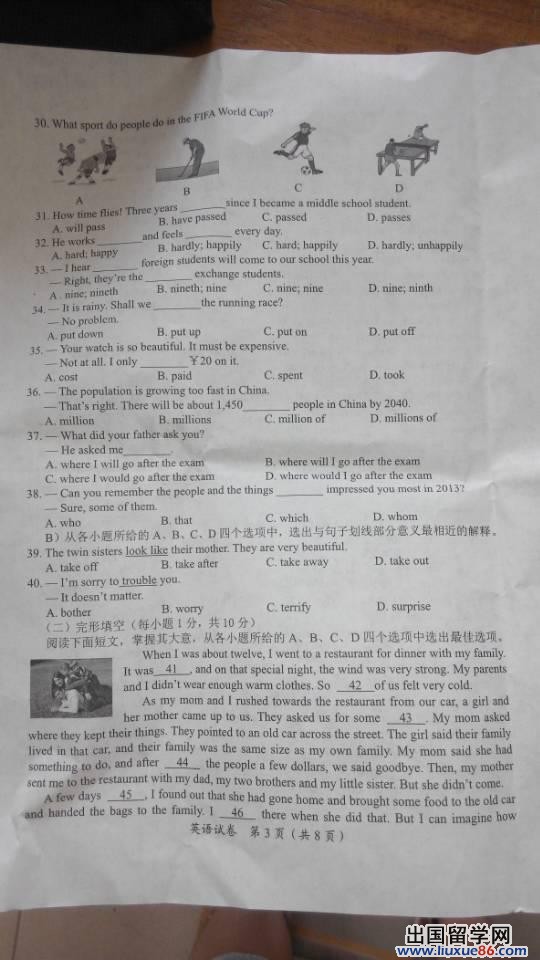 30. What sport do people do in the FIFA World Cup?
A B C D
31. How time flies! Three years ________ since I became a middle school student.
A. will pass B. have passed C. passed D. passes
32. He works ________ and feels ________ every day.
A. hard; happy B. hardly; happily C. hard; happily D. hardly; unhappily
33. — I hear ________ foreign students will come to our school this year.
— Right, they're the ________ exchange students.
A. nine; nineth B. nineth; nine C. nine; nine D. nine; ninth
34. — It is rainy. Shall we ________ the running race?
— No problem.
A. put down B. put up C. put on D. put off
35. — Your watch is so beautiful. It must be expensive.
— Not at all. I only ________ ¥20 on it.
A. cost B. paid C. spent D. took
36. — The population is growing too fast in China.
— That's right. There will be about 1,450________ people in China by 2040.
A. million B. millions C. million of D. millions of
37. — What did your father ask you?
— He asked me________.
A. where I will go after the exam B. where will I go after the exam
C. where I would go after the exam D. where would I go after the exam
38. — Can you remember the people and the things ________ impressed you most in 2013?
— Sure, some of them.
A. who B. that C. which D. whom
B）从各小题所给的 A、B、C、D 四个选项中，选出与句子划线部分意义最相近的解释。
39. The twin sisters look like their mother. They are very beautiful.
A. take off B. take after C. take away D. take out
40. — I'm sorry to trouble you.
— It doesn't matter.
A. bother B. worry C. terrify D. surprise
（二）完形填空（每小题 1 分，共 10 分）
阅读下面短文，掌握其大意，从各小题所给的 A、B、C、D 四个选项中选出最佳选项。
When I was about twelve, I went to a restaurant for dinner with my family.
It was 41 , and on that special night, the wind was very strong. My parents
and I didn't wear enough warm clothes. So 42 of us felt very cold.
As my mom and I rushed towards the restaurant from our car, a girl and
her mother came up to us. They asked us for some 43 . My mom asked
where they kept their things. They pointed to an old car across the street. The girl said their family
lived in that car, and their family was the same size as my own family. My mom said she had
something to do, and after 44 the people a few dollars, we said goodbye. Then, my mother
sent me to the restaurant with my dad, my two brothers and my little sister. But she didn't come.
A few days 45 , I found out that she had gone home and brought some food to the old car
and handed the bags to the family. I 46 there when she did that. But I can imagine how
英语试卷 第 3 页（共 8 页）
出国留学网
www.liuxue86.com